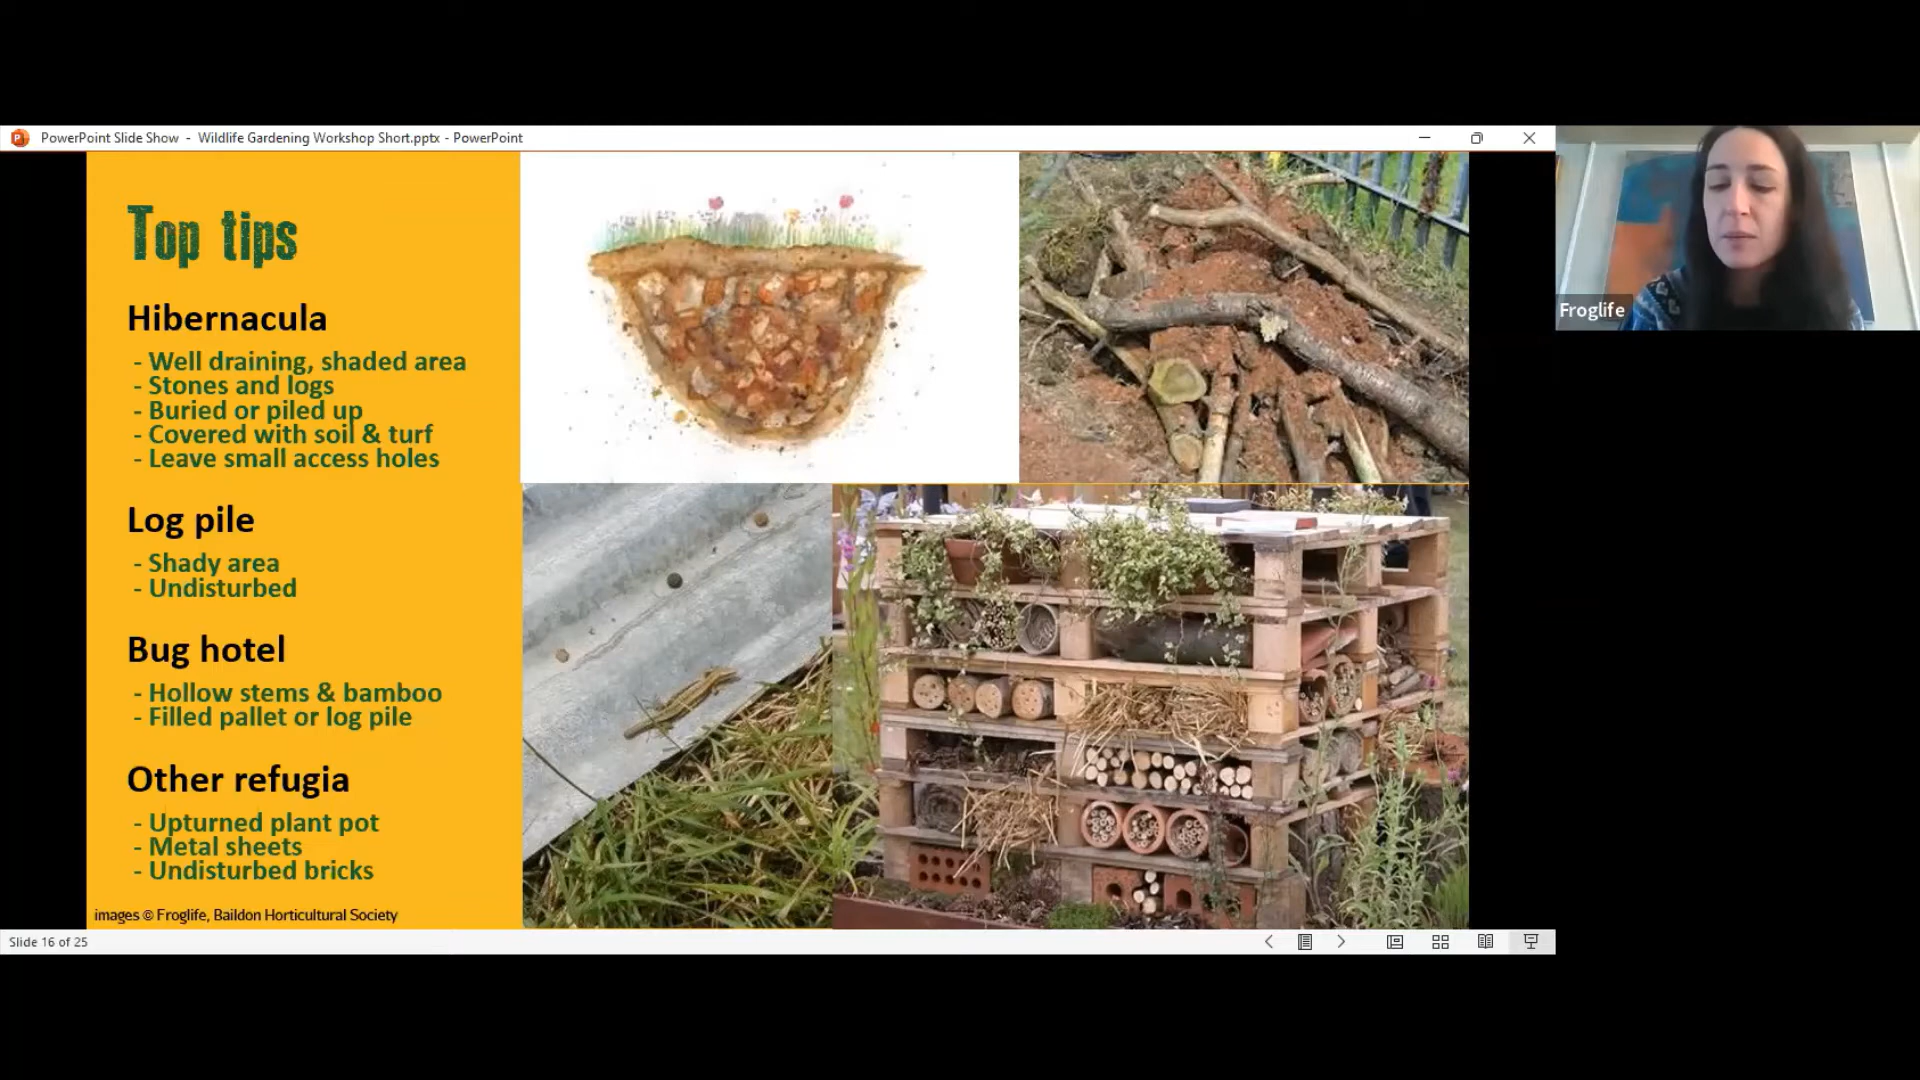 PowerPoint Slide Show - Wildlife Gardening Workshop Short.pptx - PowerPoint
Top tips
Hibernacula
- Well draining, shaded area
- Stones and logs
- Buried or piled up
- Covered with soil & turf
- Leave small access holes
Log pile
- Shady area
- Undisturbed
Bug hotel
- Hollow stems & bamboo
- Filled pallet or log pile
Other refugia
- Upturned plant pot
- Metal sheets
- Undisturbed bricks
images © Froglife, Baildon Horticultural Society
Slide 16 of 25
Froglife